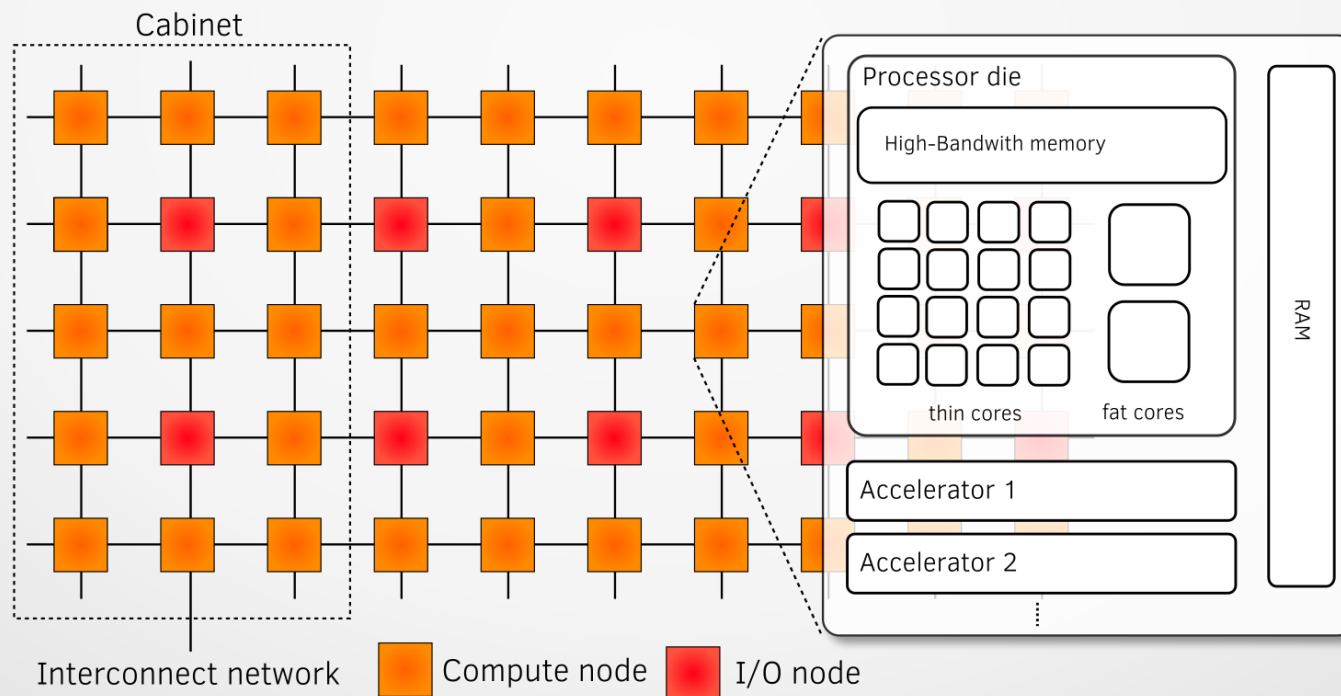 Cabinet
Processor die
High-Bandwith memory
thin cores
fat cores
RAM
Accelerator 1
Accelerator 2
Interconnect network
Compute node
I/O node